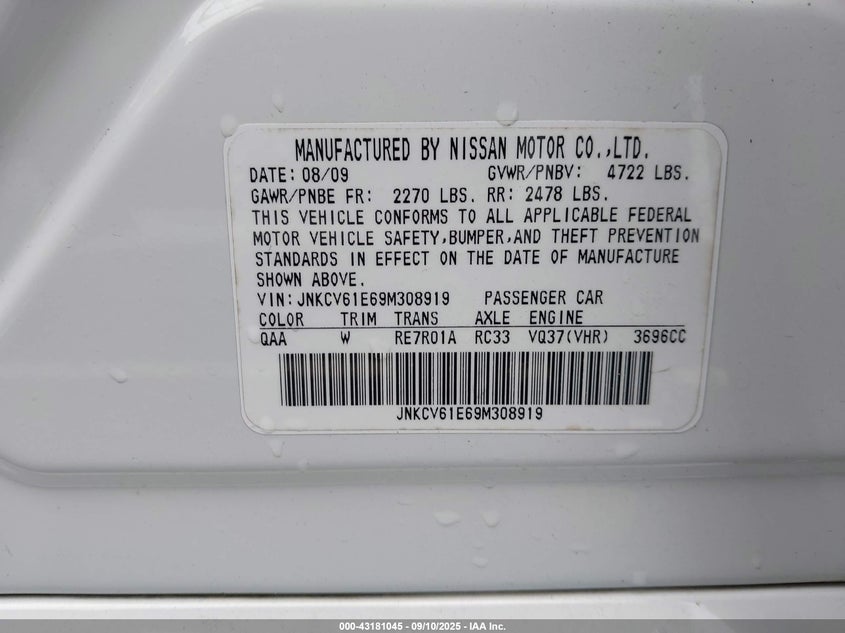 MANUFACTURED BY NISSAN MOTOR CO.,LTD.
DATE: 08/09 GVWR/PNBV: 4722 LBS.
GAWR/PNBE FR: 2270 LBS. RR: 2478 LBS.
THIS VEHICLE CONFORMS TO ALL APPLICABLE FEDERAL
MOTOR VEHICLE SAFETY,BUMPER,AND THEFT PREVENTION
STANDARDS IN EFFECT ON THE DATE OF MANUFACTURE
SHOWN ABOVE.
VIN:JNKCV61E69M308919 PASSENGER CAR
COLOR TRIM TRANS AXLE ENGINE
QAA W RE7R01A RC33 VQ37(VHR) 3696CC
JNKCV61E69M308919
000-43181045 - 09/10/2025 - IAA Inc.